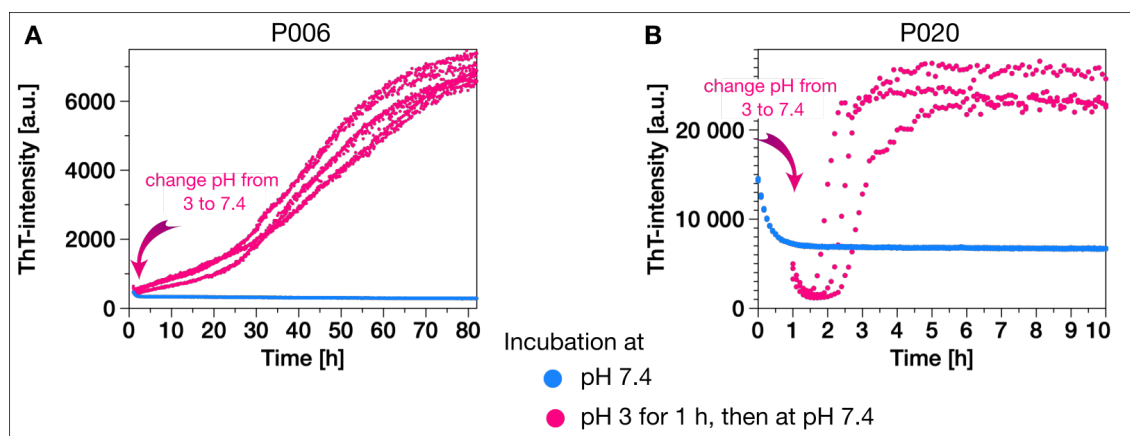 A
P006
ThT-intensity [a.u.]
6000
4000
2000
0
change pH from
3 to 7.4
0 10 20 30 40 50 60 70 80
Time [h]
B
P020
ThT-intensity [a.u.]
20 000
10 000
0
change pH from
3 to 7.4
0 1 2 3 4 5 6 7 8 9 10
Time [h]
Incubation at
pH 7.4
pH 3 for 1 h, then at pH 7.4